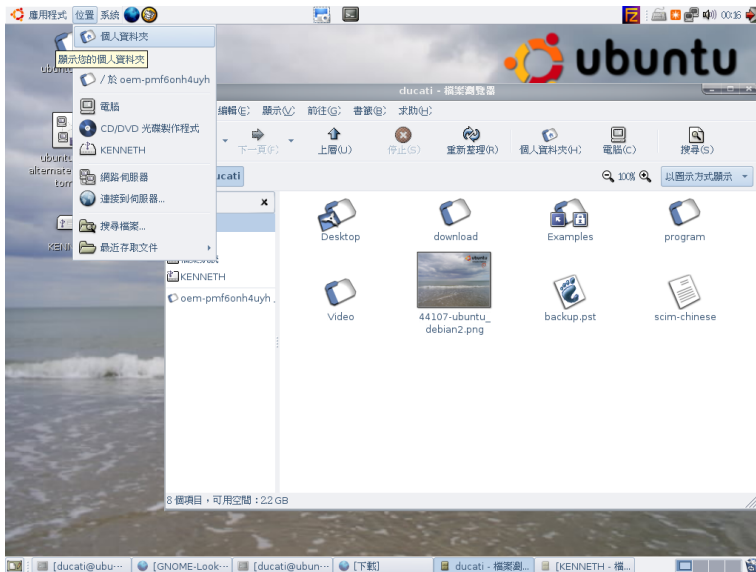 應用程式 位置 系統
00:16
個人資料夾
顯示您的個人資料夾
/ 於 oem-pmf6onh4uyh
電腦
CD/DVD 光碟製作程式
KENNETH
網路伺服器
連接到伺服器...
搜尋檔案...
最近存取文件
ubuntu
ducati - 檔案瀏覽器
編輯(E) 顯示(V) 前往(G) 書籤(B) 求助(H)
下一頁(F) 上層(U) 停止(S) 重新整理(R) 個人資料夾(H) 電腦(C) 搜尋(S)
ucati
100% 以圖示方式顯示
KENNETH
oem-pmf6onh4uyh
Desktop download Examples program
Video 44107-ubuntu_debian2.png backup.pst scim-chinese
8 個項目，可用空間：2.2 GB
[ducati@ubu… [GNOME-Look… [ducati@ubun… [下載] ducati - 檔案瀏... [KENNETH - 檔...